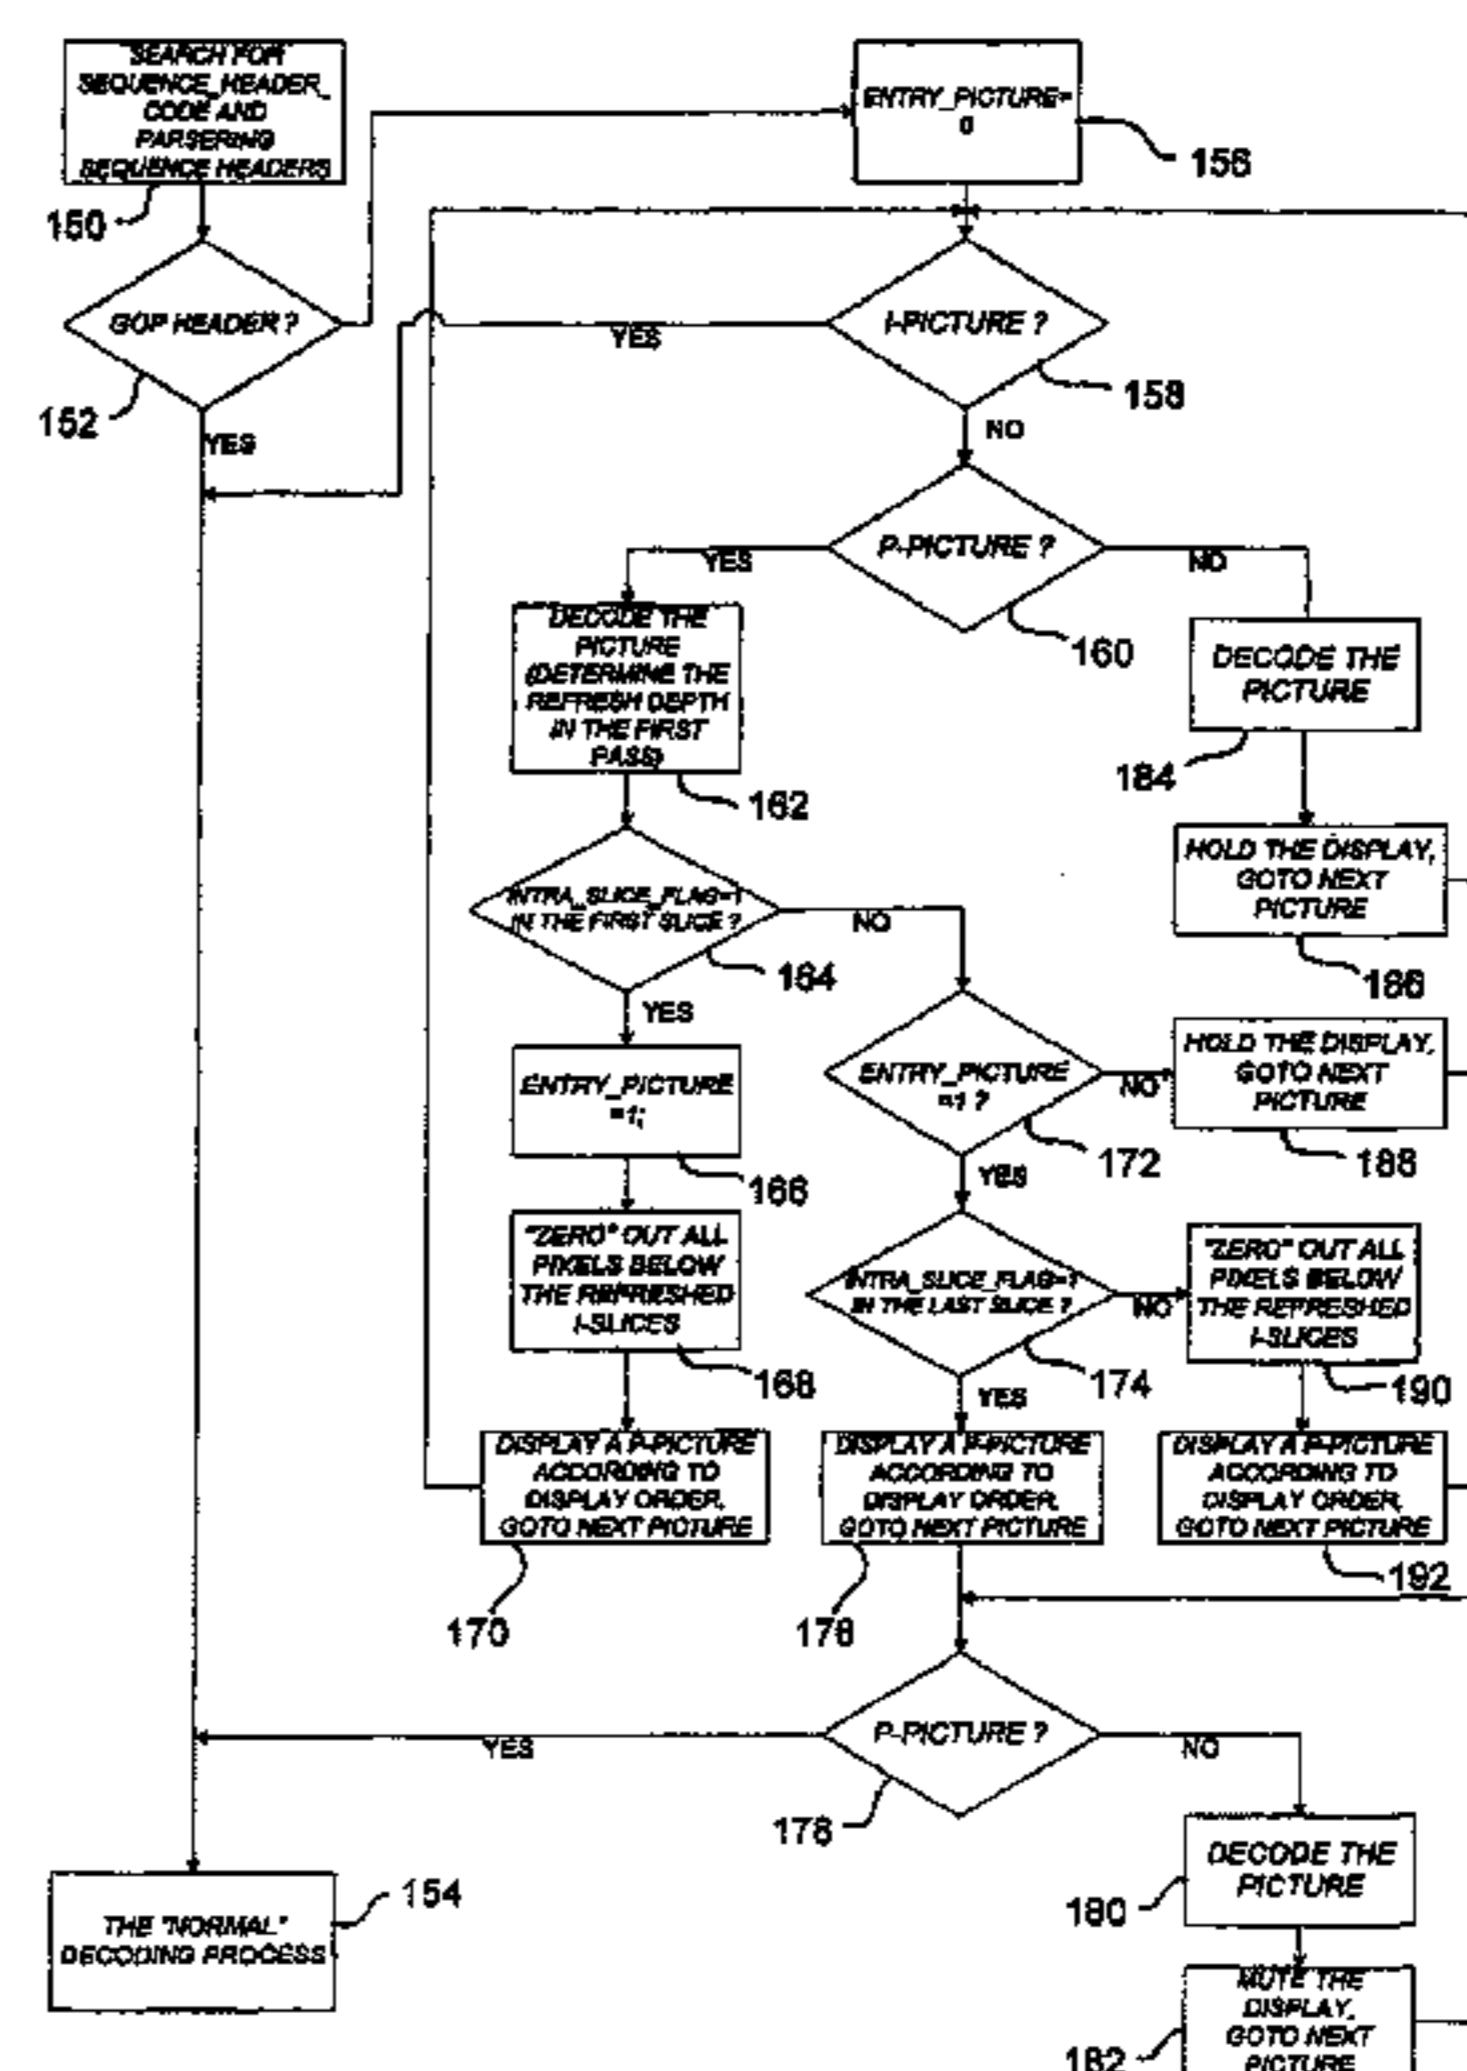 "SEARCH FOR
SEQUENCE_HEADER_
CODE AND
PARSERING
SEQUENCE HEADERS
150
ENTRY_PICTURE=
0
156
GOP HEADER ?
152
YES
I-PICTURE ?
YES
158
NO
P-PICTURE ?
YES
NO
160
DECODE THE
PICTURE
(DETERMINE THE
REFRESH DEPTH
IN THE FIRST
PASS)
162
DECODE THE
PICTURE
184
HOLD THE DISPLAY,
GOTO NEXT
PICTURE
186
INTRA_SLICE_FLAG=1
IN THE FIRST SLICE ?
NO
164
YES
ENTRY_PICTURE
=1;
166
ENTRY_PICTURE
=1 ?
NO
172
YES
HOLD THE DISPLAY,
GOTO NEXT
PICTURE
188
"ZERO" OUT ALL
PIXELS BELOW
THE REFRESHED
I-SLICES
168
INTRA_SLICE_FLAG=1
IN THE LAST SLICE ?
NO
174
YES
"ZERO" OUT ALL
PIXELS BELOW
THE REFRESHED
I-SLICES
190
DISPLAY A P-PICTURE
ACCORDING TO
DISPLAY ORDER,
GOTO NEXT PICTURE
170
DISPLAY A P-PICTURE
ACCORDING TO
DISPLAY ORDER,
GOTO NEXT PICTURE
176
DISPLAY A P-PICTURE
ACCORDING TO
DISPLAY ORDER,
GOTO NEXT PICTURE
192
P-PICTURE ?
YES
NO
178
DECODE THE
PICTURE
180
THE "NORMAL"
DECODING PROCESS
154
MUTE THE
DISPLAY,
GOTO NEXT
PICTURE
182